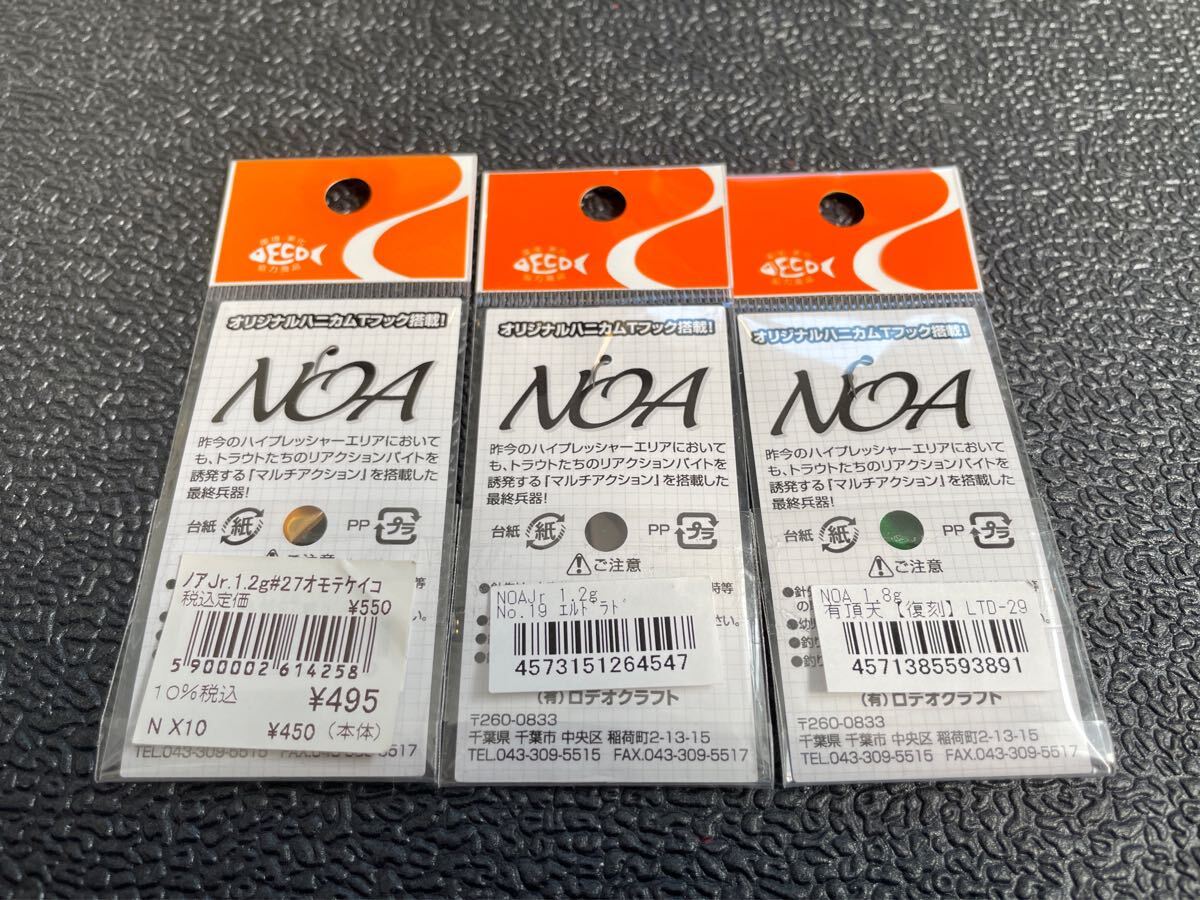 ECO
協力商品
オリジナルハニカムTフック搭載!
NOA
昨今のハイプレッシャーエリアにおいて
も、トラウトたちのリアクションバイトを
誘発する「マルチアクション」を搭載した
最終兵器!
台紙 紙 PP プラ
ご注意
ノアJr.1.2g#27オモテケイコ
税込定価 ¥550
5900002614258
10%税込 ¥495
N X10 ¥450(本体)
TEL.043-309-5515
ECO
協力商品
オリジナルハニカムTフック搭載!
NOA
昨今のハイプレッシャーエリアにおいて
も、トラウトたちのリアクションバイトを
誘発する「マルチアクション」を搭載した
最終兵器!
台紙 紙 PP プラ
ご注意
NOAJr 1.2g
No.19 エルドラド
4573151264547
(有)ロデオクラフト
〒260-0833
千葉県 千葉市 中央区 稲荷町2-13-15
TEL.043-309-5515 FAX.043-309-5517
ECO
協力商品
オリジナルハニカムTフック搭載!
NOA
昨今のハイプレッシャーエリアにおいて
も、トラウトたちのリアクションバイトを
誘発する「マルチアクション」を搭載した
最終兵器!
台紙 紙 PP プラ
ご注意
NOA 1.8g
有頂天【復刻】LTD-29
4571385593891
(有)ロデオクラフト
〒260-0833
千葉県 千葉市 中央区 稲荷町2-13-15
TEL.043-309-5515 FAX.043-309-5517